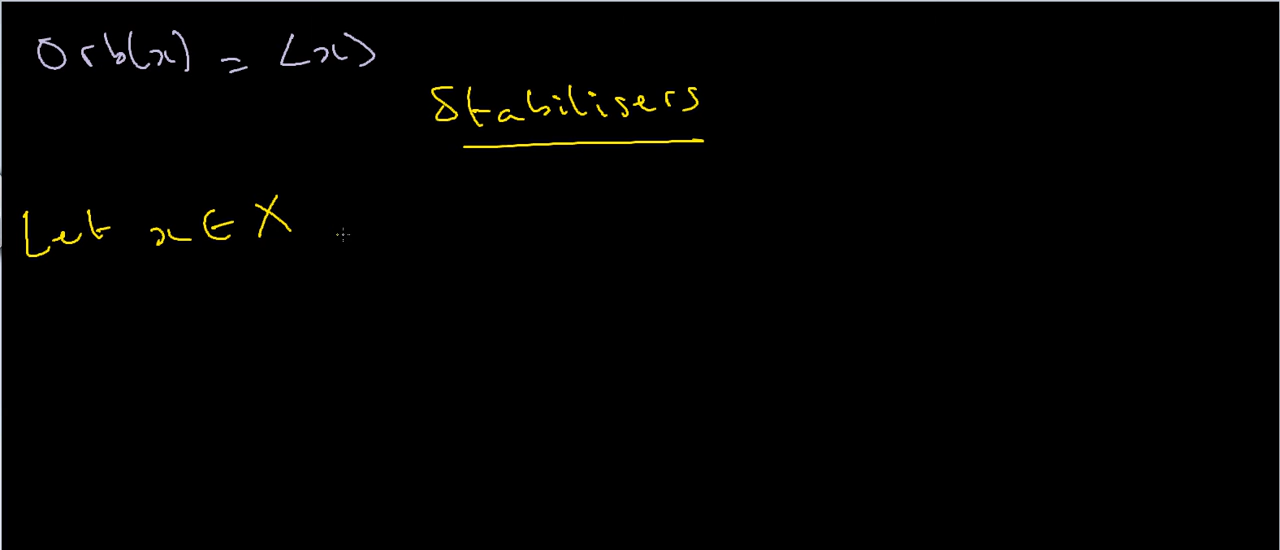 Orb(x) = <x>
Stabilisers
Let x ∈ X